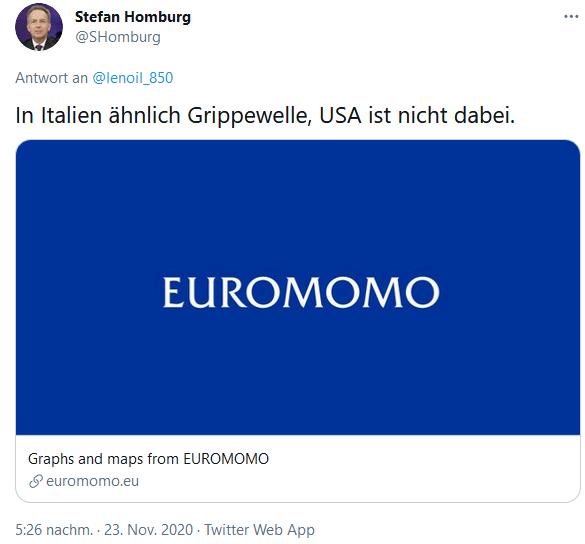 Stefan Homburg
@SHomburg
Antwort an @lenoil_850
In Italien ähnlich Grippewelle, USA ist nicht dabei.
EUROMOMO
Graphs and maps from EUROMOMO
euromomo.eu
5:26 nachm. · 23. Nov. 2020 · Twitter Web App